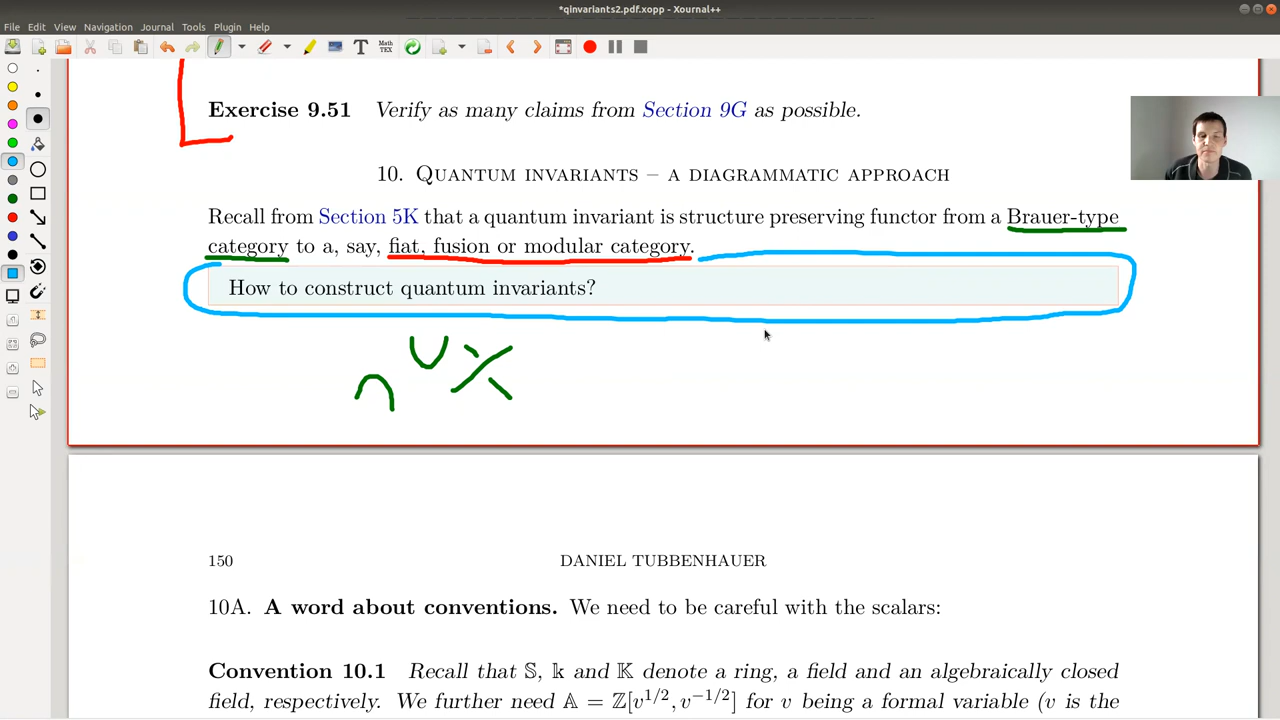 *qinvariants2.pdf.xopp - Xournal++
File Edit View Navigation Journal Tools Plugin Help
Math
TEX
Exercise 9.51 Verify as many claims from Section 9G as possible.
10. Quantum invariants – a diagrammatic approach
Recall from Section 5K that a quantum invariant is structure preserving functor from a Brauer-type
category to a, say, fiat, fusion or modular category.
How to construct quantum invariants?
150 DANIEL TUBBENHAUER
10A. A word about conventions. We need to be careful with the scalars:
Convention 10.1 Recall that 𝕊, 𝕜 and 𝕂 denote a ring, a field and an algebraically closed
field, respectively. We further need 𝔸 = ℤ[v^{1/2}, v^{−1/2}] for v being a formal variable (v is the